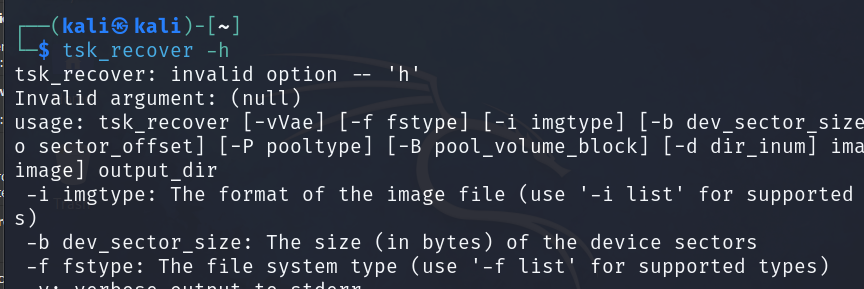 ┌──(kali㉿kali)-[~]
└─$ tsk_recover -h
tsk_recover: invalid option -- 'h'
Invalid argument: (null)
usage: tsk_recover [-vVae] [-f fstype] [-i imgtype] [-b dev_sector_size
o sector_offset] [-P pooltype] [-B pool_volume_block] [-d dir_inum] ima
image] output_dir
-i imgtype: The format of the image file (use '-i list' for supported
s)
-b dev_sector_size: The size (in bytes) of the device sectors
-f fstype: The file system type (use '-f list' for supported types)
-v: verbose output to stderr